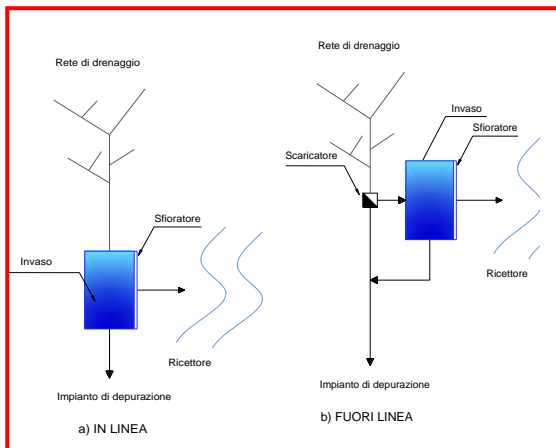 Rete di drenaggio
Sfioratore
Invaso
Ricettore
Impianto di depurazione
a) IN LINEA
Rete di drenaggio
Invaso
Sfioratore
Scaricatore
Ricettore
Impianto di depurazione
b) FUORI LINEA